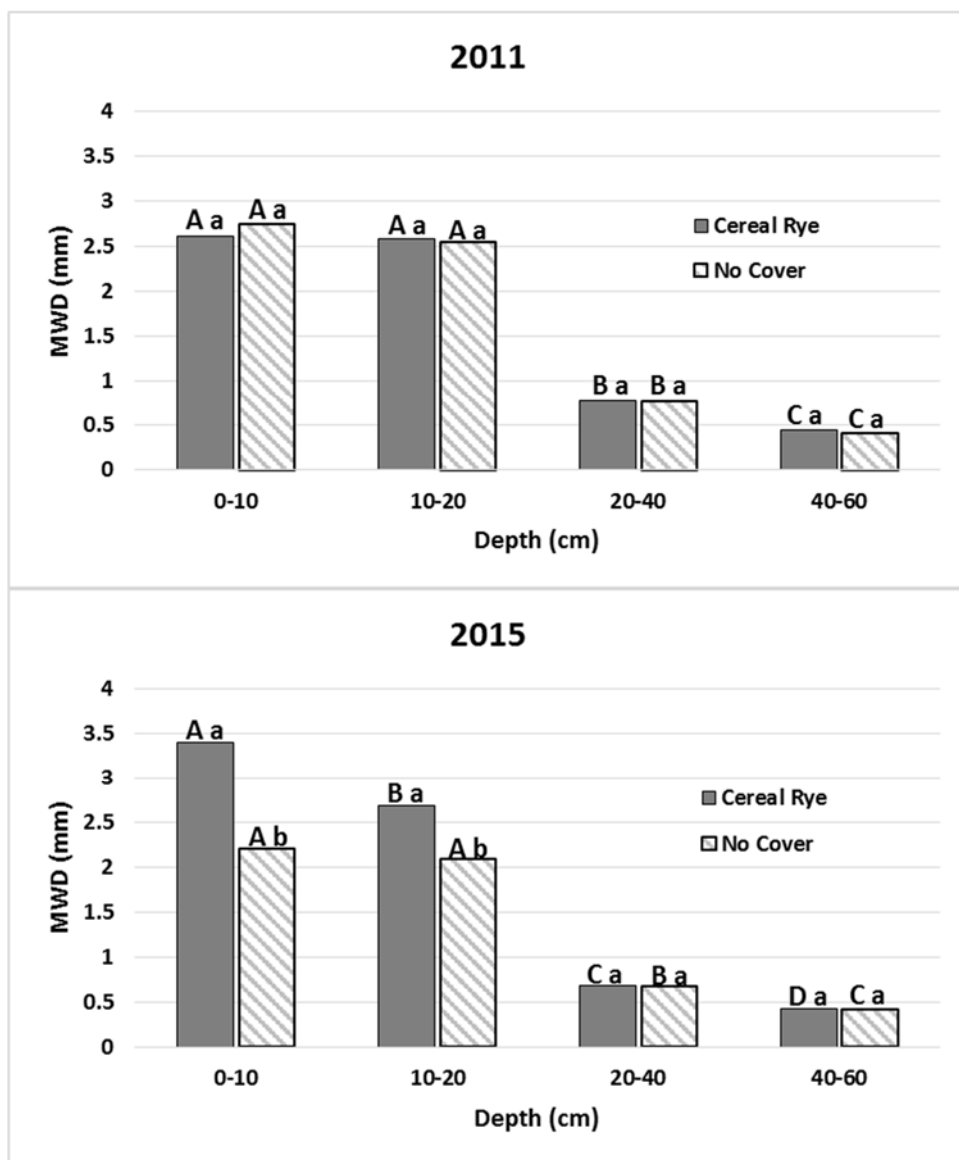 2011
4
3.5
3
2.5
2
1.5
1
0.5
0
MWD (mm)
A a
A a
A a
A a
B a
B a
C a
C a
Cereal Rye
No Cover
0-10
10-20
20-40
40-60
Depth (cm)
2015
4
3.5
3
2.5
2
1.5
1
0.5
0
MWD (mm)
A a
A b
B a
A b
C a
B a
D a
C a
Cereal Rye
No Cover
0-10
10-20
20-40
40-60
Depth (cm)